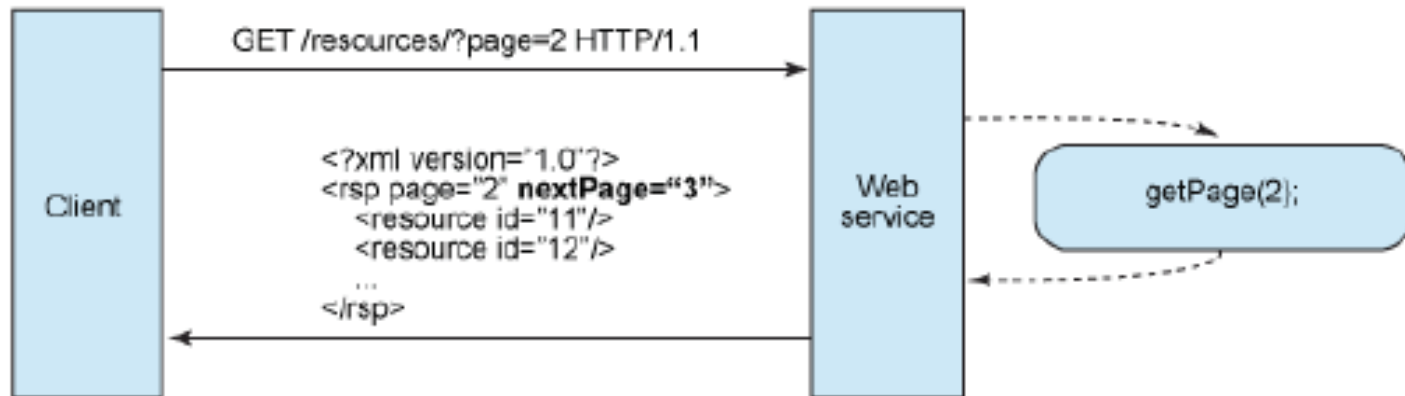 GET /resources/?page=2 HTTP/1.1
Client
<?xml version="1.0"?>
<rsp page="2" nextPage=“3”>
<resource id="11"/>
<resource id="12"/>
...
</rsp>
Web
service
getPage(2);